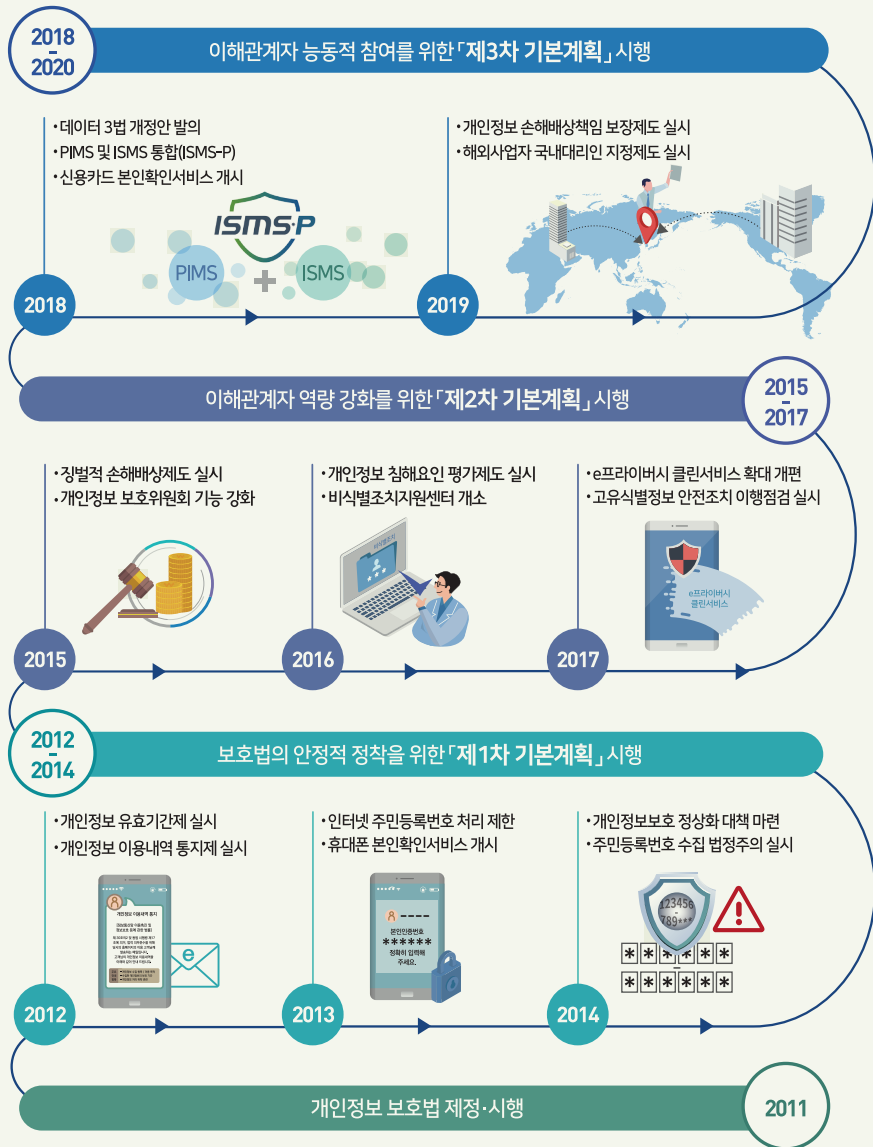 2018
-
2020
이해관계자 능동적 참여를 위한 「제3차 기본계획」 시행
• 데이터 3법 개정안 발의
• PIMS 및 ISMS 통합(ISMS-P)
• 신용카드 본인확인서비스 개시
ISMS-P
PIMS
+
ISMS
2018
• 개인정보 손해배상책임 보장제도 실시
• 해외사업자 국내대리인 지정제도 실시
2019
이해관계자 역량 강화를 위한 「제2차 기본계획」 시행
2015
-
2017
• 징벌적 손해배상제도 실시
• 개인정보 보호위원회 기능 강화
2015
• 개인정보 침해요인 평가제도 실시
• 비식별조치지원센터 개소
비식별조치
2016
• e프라이버시 클린서비스 확대 개편
• 고유식별정보 안전조치 이행점검 실시
e프라이버시
클린서비스
2017
2012
-
2014
보호법의 안정적 정착을 위한 「제1차 기본계획」 시행
• 개인정보 유효기간제 실시
• 개인정보 이용내역 통지제 실시
개인정보 이용내역 통지
e
2012
• 인터넷 주민등록번호 처리 제한
• 휴대폰 본인확인서비스 개시
본인인증번호
******
정확히 입력해
주세요.
2013
• 개인정보보호 정상화 대책 마련
• 주민등록번호 수집 법정주의 실시
123456
-
789***
******
-
******
2014
개인정보 보호법 제정·시행
2011